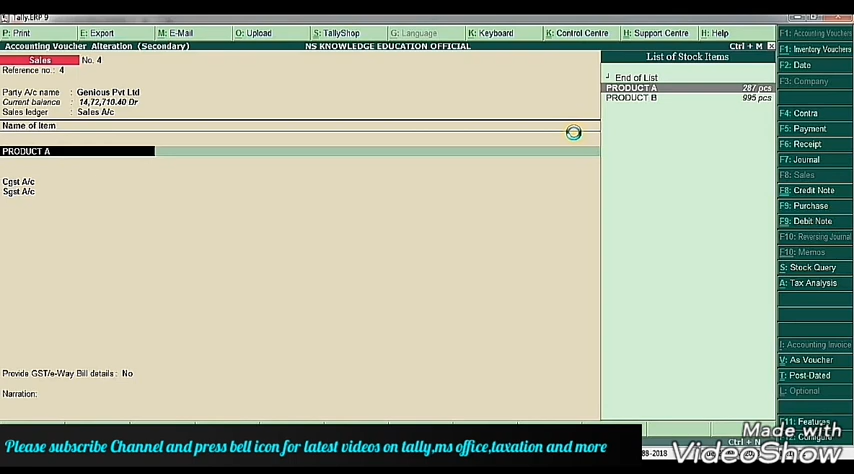 Tally.ERP 9
P: Print
E: Export
M: E-Mail
O: Upload
S: TallyShop
G: Language
K: Keyboard
K: Control Centre
H: Support Centre
H: Help
Accounting Voucher Alteration (Secondary)
NS KNOWLEDGE EDUCATION OFFICIAL
Ctrl + M
Sales No. 4
Reference no.: 4
Party A/c name : Genious Pvt Ltd
Current balance : 14,72,710.40 Dr
Sales ledger : Sales A/c
Name of Item
PRODUCT A
Cgst A/c
Sgst A/c
Provide GST/e-Way Bill details : No
Narration:
List of Stock Items
End of List
PRODUCT A 287 pcs
PRODUCT B 995 pcs
F1: Accounting Vouchers
F1: Inventory Vouchers
F2: Date
F3: Company
F4: Contra
F5: Payment
F6: Receipt
F7: Journal
F8: Sales
F8: Credit Note
F9: Purchase
F9: Debit Note
F10: Reversing Journal
F10: Memos
S: Stock Query
A: Tax Analysis
I: Accounting Invoice
V: As Voucher
T: Post-Dated
L: Optional
F11: Features
F12: Configure
Ctrl + N
Please subscribe Channel and press bell icon for latest videos on tally,ms office,taxation and more
Made with
VideoShow